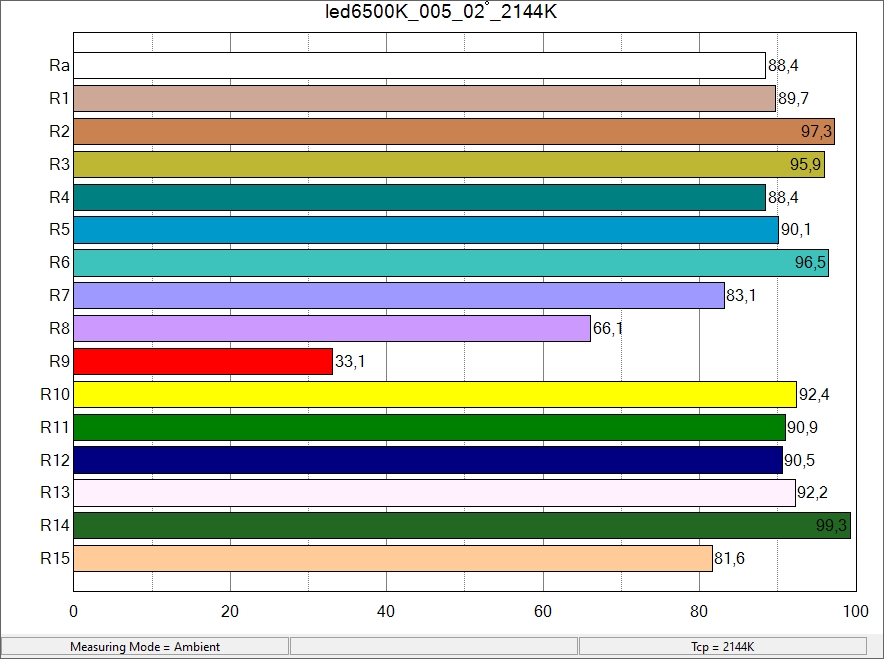 led6500K_005_02°_2144K
Ra 88,4
R1 89,7
R2 97,3
R3 95,9
R4 88,4
R5 90,1
R6 96,5
R7 83,1
R8 66,1
R9 33,1
R10 92,4
R11 90,9
R12 90,5
R13 92,2
R14 99,3
R15 81,6
0 20 40 60 80 100
Measuring Mode = Ambient Tcp = 2144K